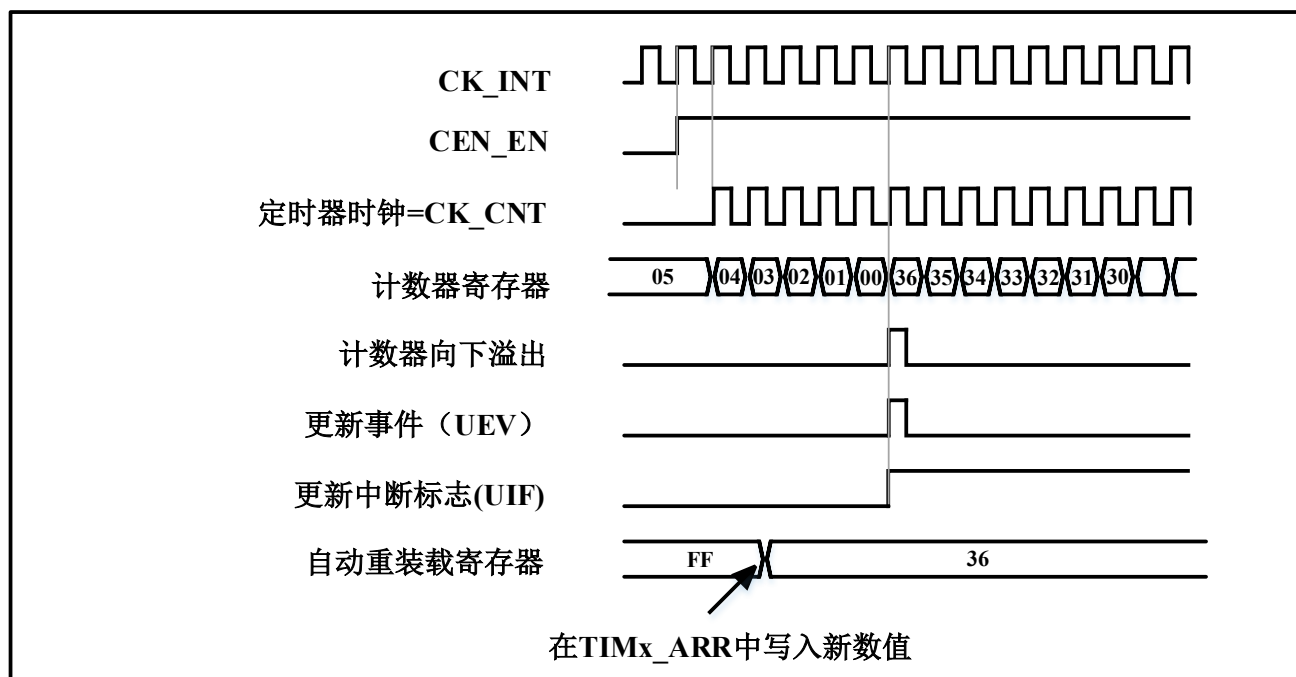 CK_INT
CEN_EN
定时器时钟=CK_CNT
计数器寄存器 05 04 03 02 01 00 36 35 34 33 32 31 30
计数器向下溢出
更新事件（UEV）
更新中断标志(UIF)
自动重装载寄存器 FF 36
在TIMx_ARR中写入新数值